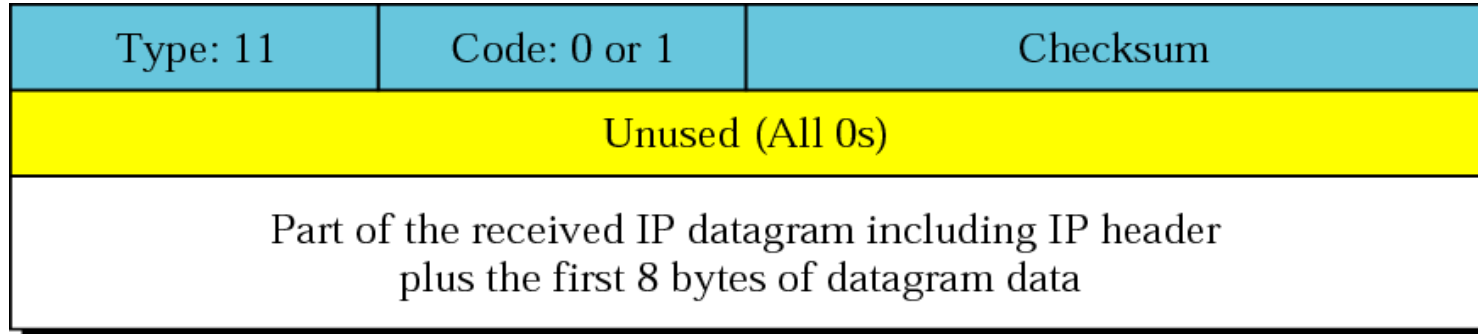 Type: 11
Code: 0 or 1
Checksum
Unused (All 0s)
Part of the received IP datagram including IP header
plus the first 8 bytes of datagram data